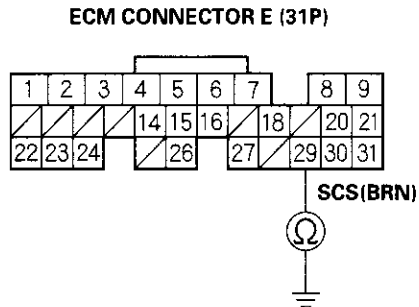 ECM CONNECTOR E (31P)
1 2 3 4 5 6 7 8 9
14 15 16 18 20 21
22 23 24 26 27 29 30 31
SCS(BRN)
Ω